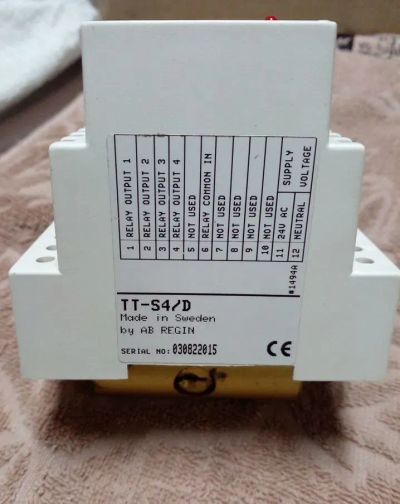 1 RELAY OUTPUT 1
2 RELAY OUTPUT 2
3 RELAY OUTPUT 3
4 RELAY OUTPUT 4
5 NOT USED
6 RELAY COMMON IN
7 NOT USED
8 NOT USED
9 NOT USED
10 NOT USED
11 24V AC SUPPLY
12 NEUTRAL VOLTAGE
#1494A
TT-S4/D
Made in Sweden
by AB REGIN
SERIAL NO: 030822015
CE